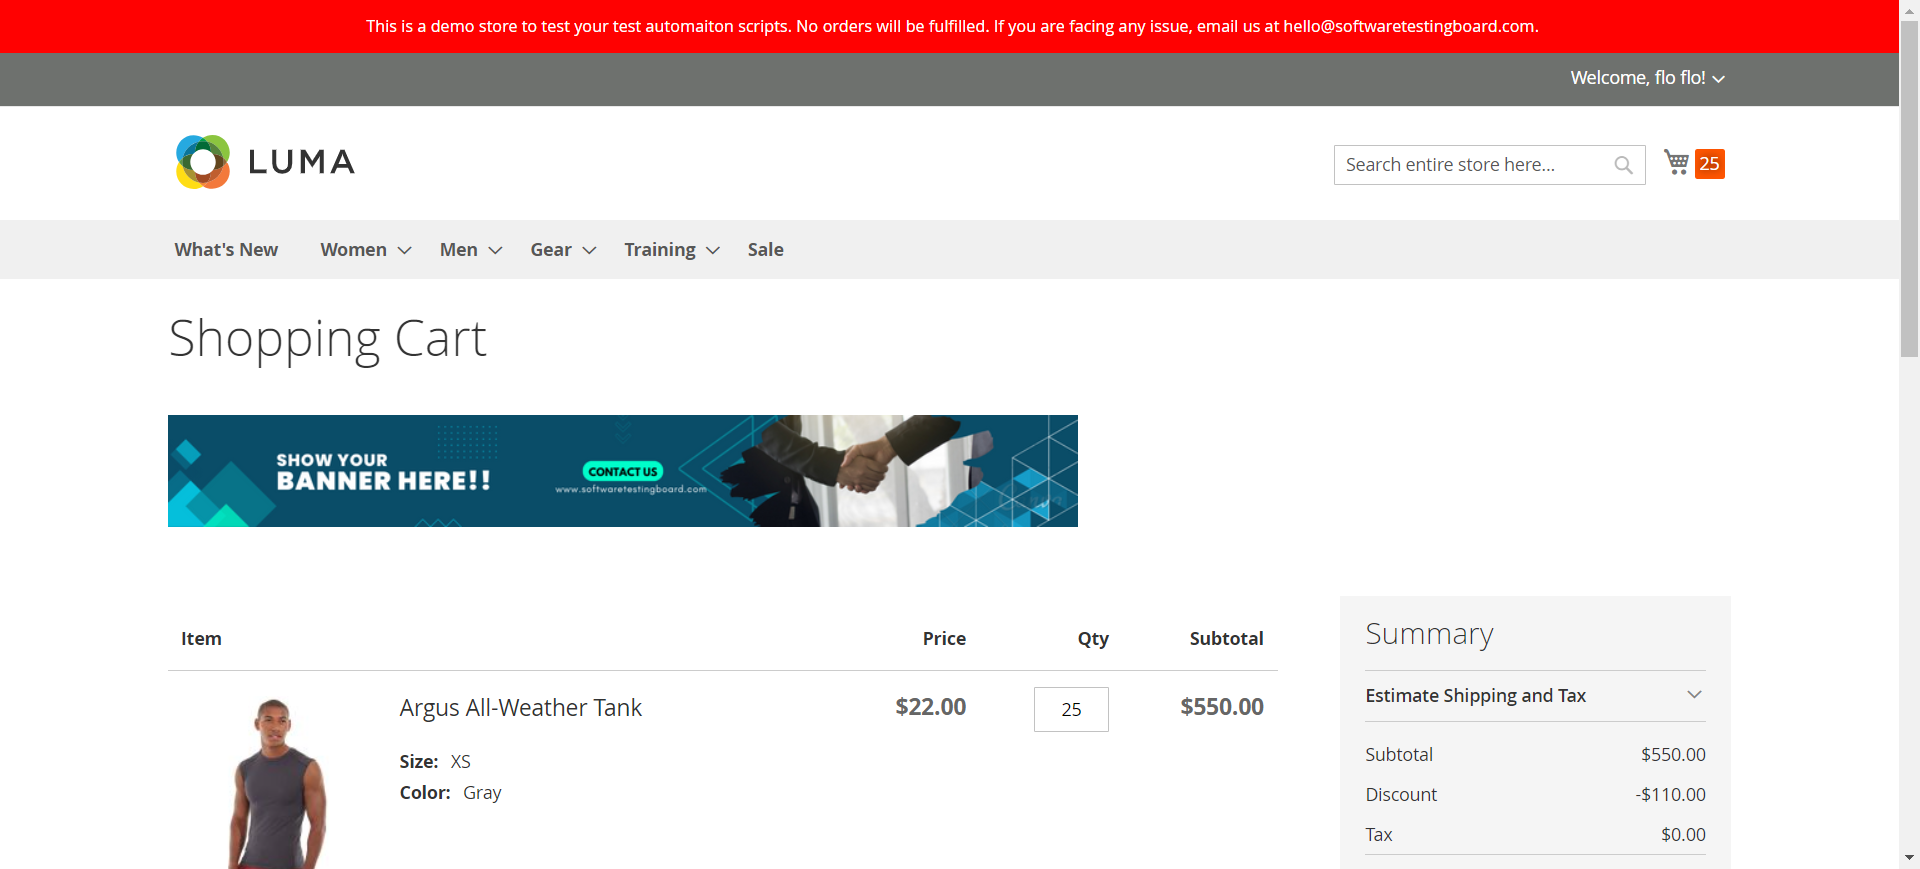 This is a demo store to test your test automaiton scripts. No orders will be fulfilled. If you are facing any issue, email us at hello@softwaretestingboard.com.
Welcome, flo flo!
LUMA
Search entire store here...
25
What's New Women Men Gear Training Sale
Shopping Cart
SHOW YOUR
BANNER HERE!!
CONTACT US
www.softwaretestingboard.com
Item Price Qty Subtotal
Argus All-Weather Tank $22.00 25 $550.00
Size: XS
Color: Gray
Summary
Estimate Shipping and Tax
Subtotal $550.00
Discount -$110.00
Tax $0.00